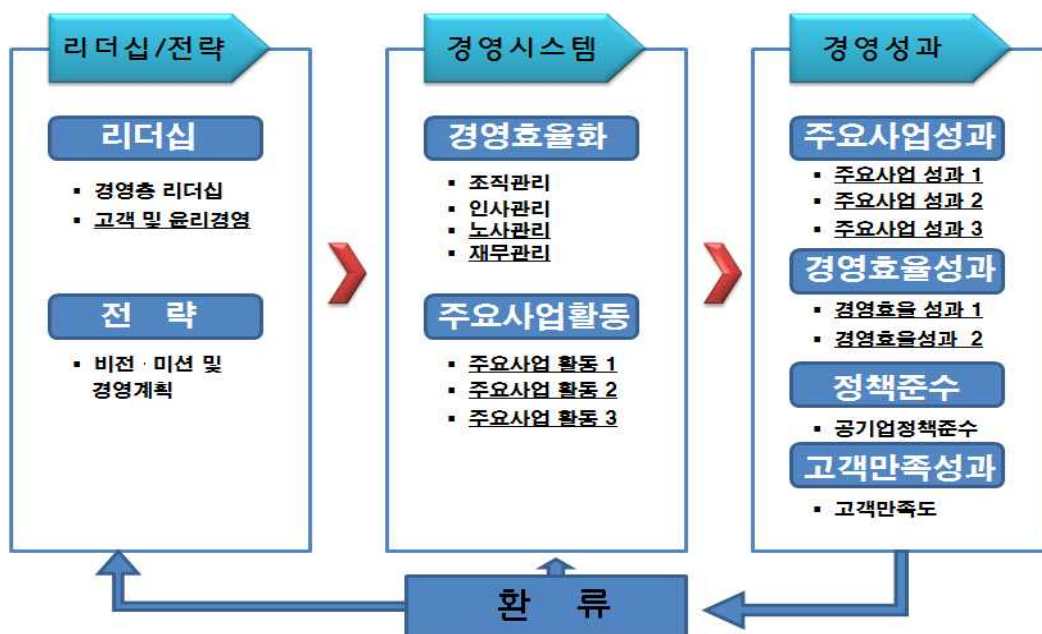 리더십/전략
리더십
▪ 경영층 리더십
▪ 고객 및 윤리경영
전 략
▪ 비전 · 미션 및
경영계획
경영시스템
경영효율화
▪ 조직관리
▪ 인사관리
▪ 노사관리
▪ 재무관리
주요사업활동
▪ 주요사업 활동 1
▪ 주요사업 활동 2
▪ 주요사업 활동 3
경영성과
주요사업성과
▪ 주요사업 성과 1
▪ 주요사업 성과 2
▪ 주요사업 성과 3
경영효율성과
▪ 경영효율 성과 1
▪ 경영효율성과 2
정책준수
▪ 공기업정책준수
고객만족성과
▪ 고객만족도
환 류